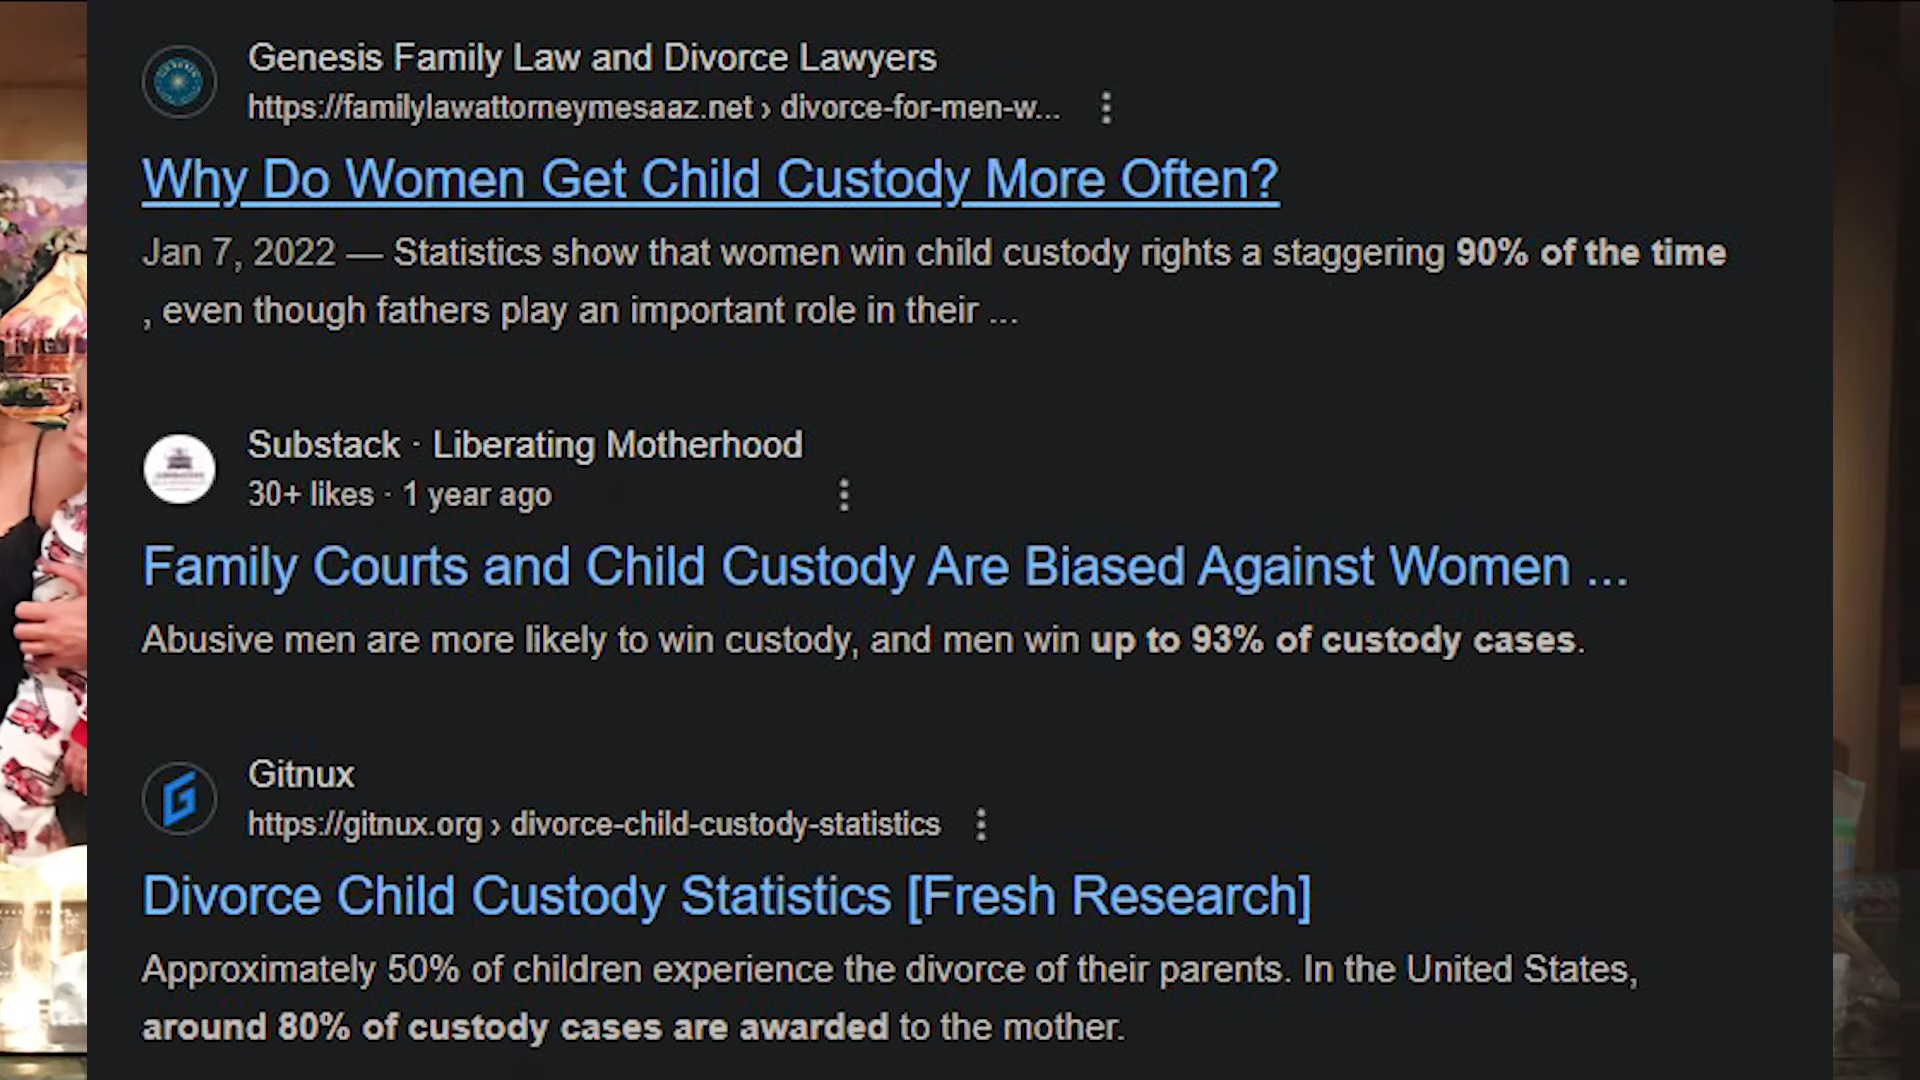 Genesis Family Law and Divorce Lawyers
https://familylawattorneymesaaz.net › divorce-for-men-w...
Why Do Women Get Child Custody More Often?
Jan 7, 2022 — Statistics show that women win child custody rights a staggering 90% of the time
, even though fathers play an important role in their ...
Substack · Liberating Motherhood
30+ likes · 1 year ago
Family Courts and Child Custody Are Biased Against Women ...
Abusive men are more likely to win custody, and men win up to 93% of custody cases.
Gitnux
https://gitnux.org › divorce-child-custody-statistics
Divorce Child Custody Statistics [Fresh Research]
Approximately 50% of children experience the divorce of their parents. In the United States,
around 80% of custody cases are awarded to the mother.